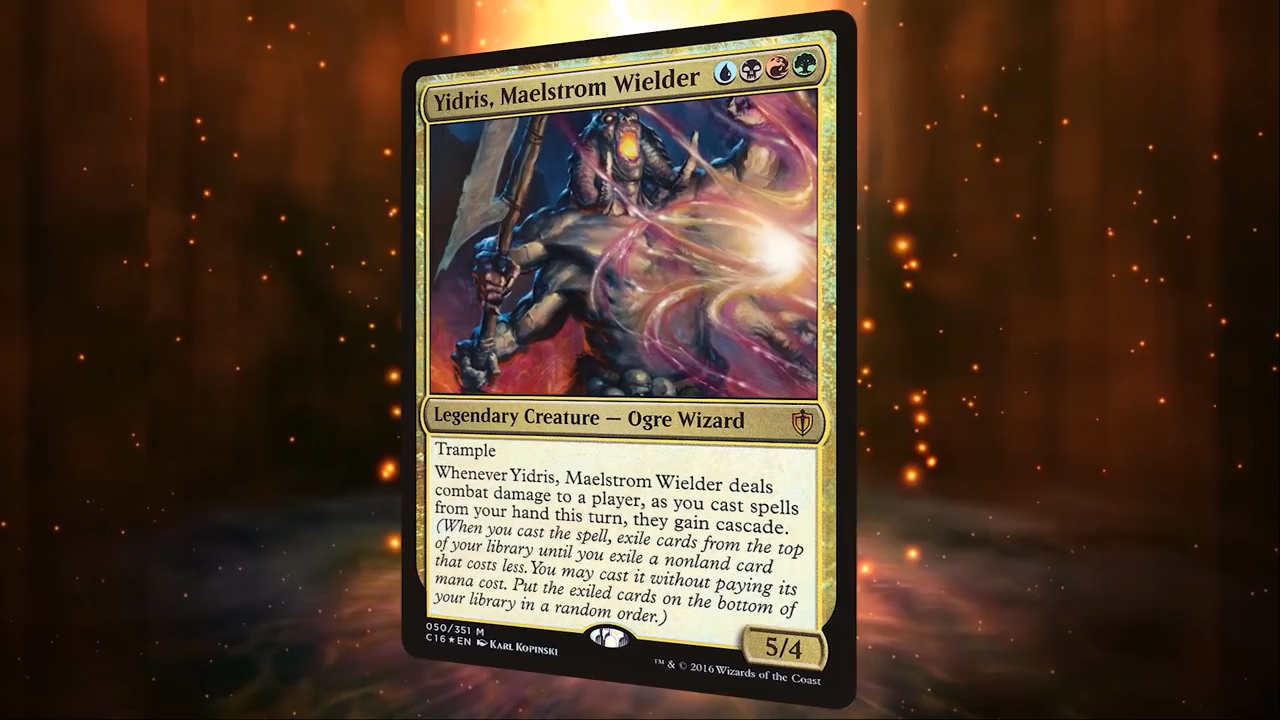 Yidris, Maelstrom Wielder
Legendary Creature — Ogre Wizard
Trample
Whenever Yidris, Maelstrom Wielder deals
combat damage to a player, as you cast spells
from your hand this turn, they gain cascade.
(When you cast the spell, exile cards from the top
of your library until you exile a nonland card
that costs less. You may cast it without paying its
mana cost. Put the exiled cards on the bottom of
your library in a random order.)
5/4
050/351 M
C16★EN Karl Kopinski
™ & © 2016 Wizards of the Coast